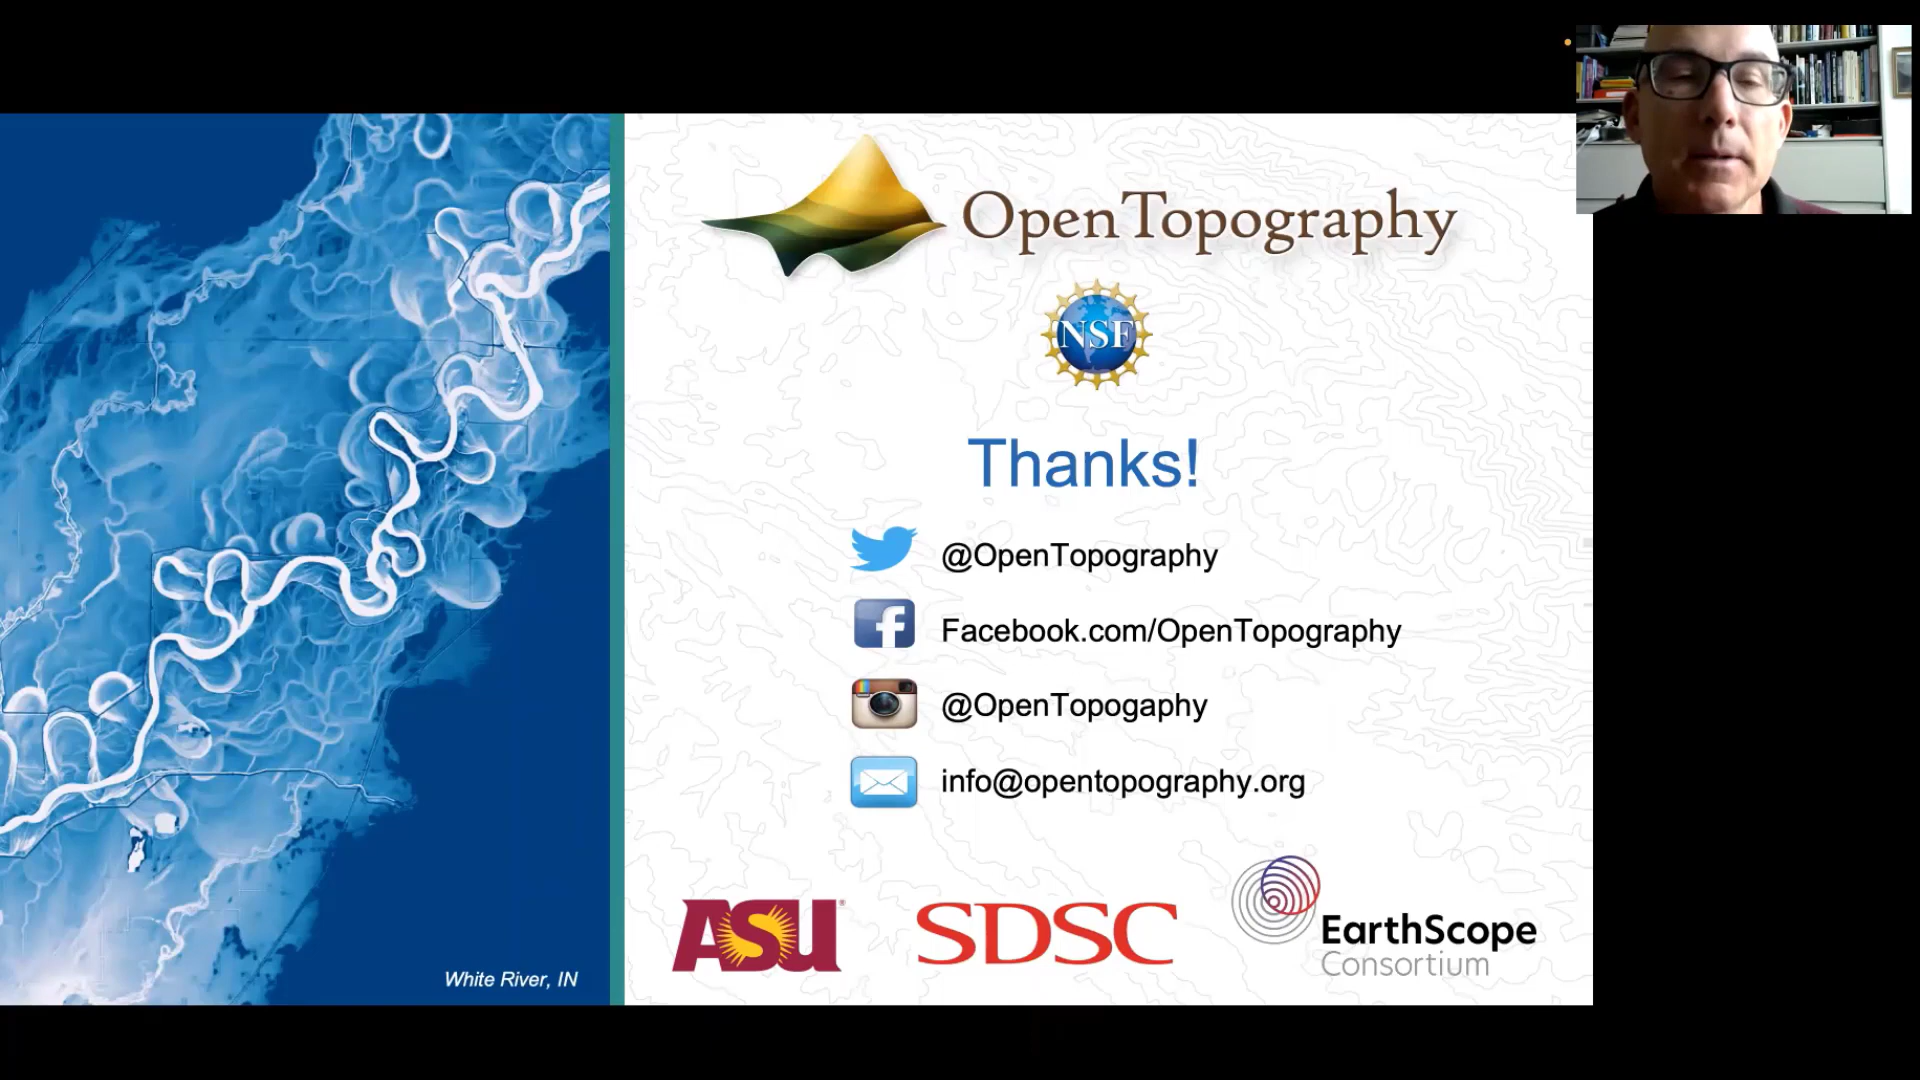 OpenTopography
NSF
Thanks!
@OpenTopography
Facebook.com/OpenTopography
@OpenTopogaphy
info@opentopography.org
ASU
SDSC
EarthScope
Consortium
White River, IN